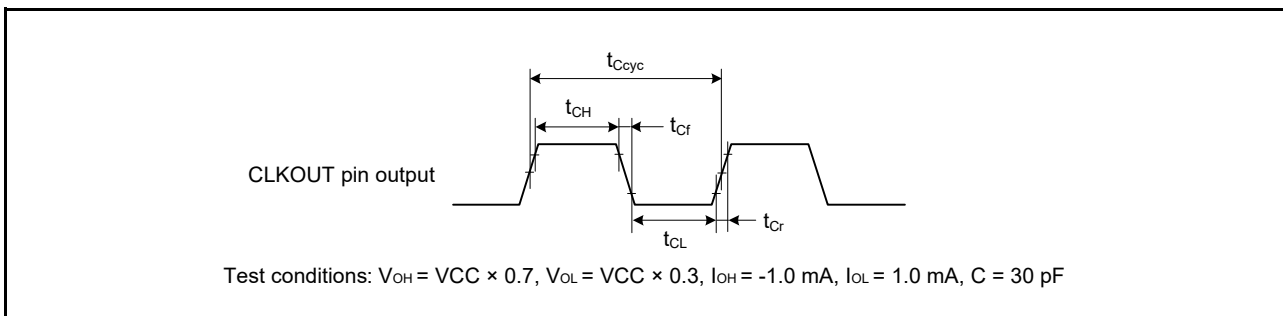 tCcyc
tCH
tCf
CLKOUT pin output
tCr
tCL
Test conditions: VOH = VCC × 0.7, VOL = VCC × 0.3, IOH = -1.0 mA, IOL = 1.0 mA, C = 30 pF